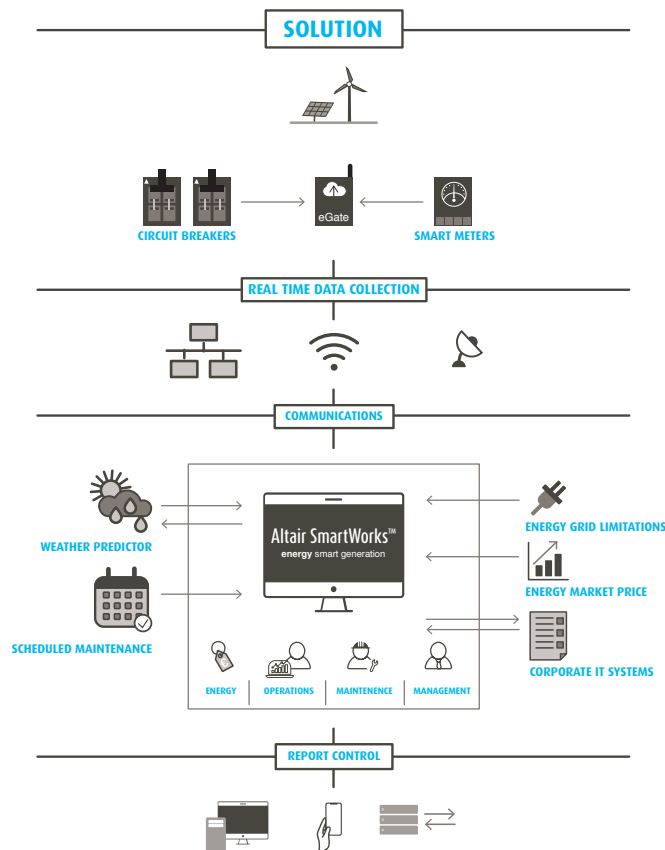 SOLUTION
eGate
CIRCUIT BREAKERS
SMART METERS
REAL TIME DATA COLLECTION
COMMUNICATIONS
Altair SmartWorks™
energy smart generation
WEATHER PREDICTOR
ENERGY GRID LIMITATIONS
ENERGY MARKET PRICE
SCHEDULED MAINTENANCE
CORPORATE IT SYSTEMS
ENERGY
OPERATIONS
MAINTENENCE
MANAGEMENT
REPORT CONTROL